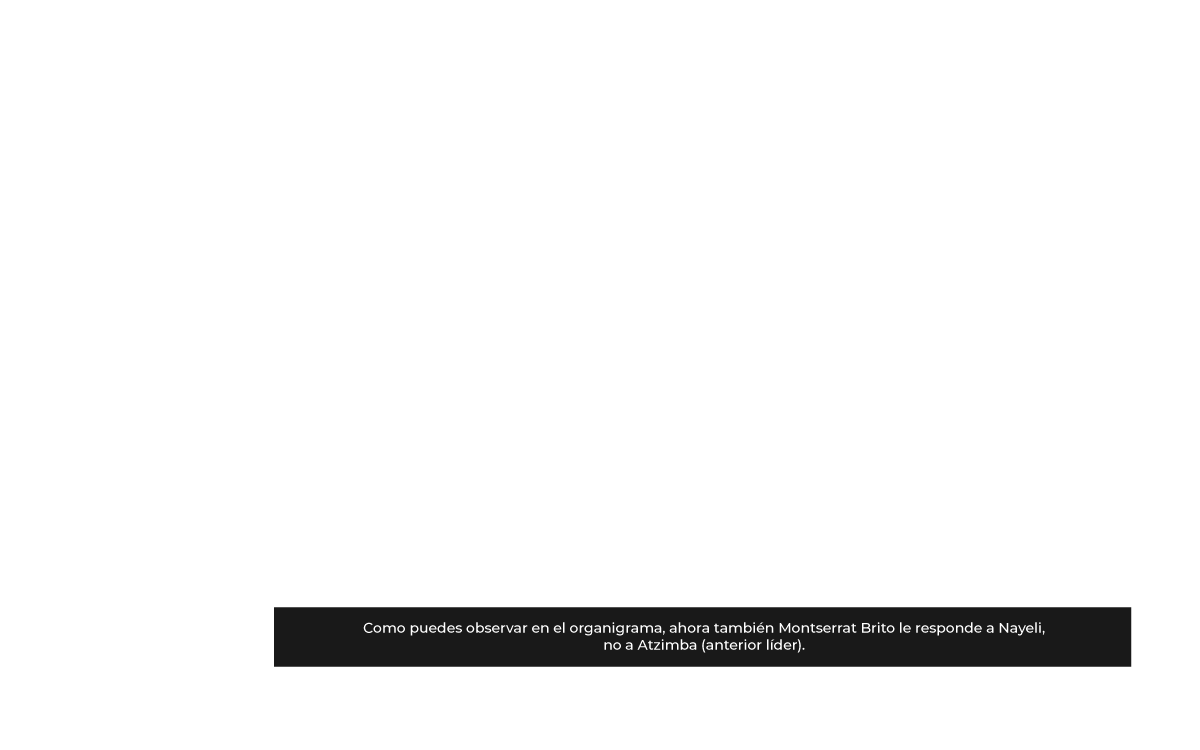 Como puedes observar en el organigrama, ahora también Montserrat Brito le responde a Nayeli,
no a Atzimba (anterior líder).